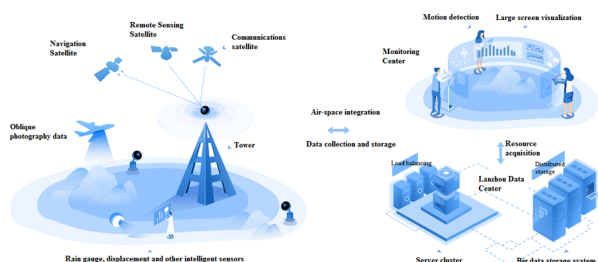 Remote Sensing
Satellite
Communications
satellite
Navigation
Satellite
Oblique
photography data
Tower
Rain gauge, displacement and other intelligent sensors
Air-space integration
Data collection and storage
Motion detection
Large screen visualization
Monitoring
Center
Resource
acquisition
Load balancing
Lanzhou Data
Center
Distributed
storage
Server cluster
Big data storage system